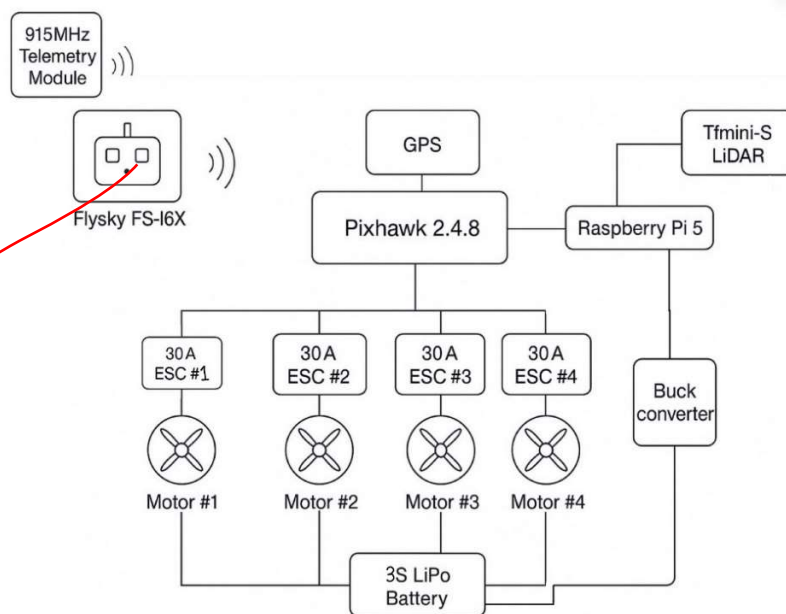 915MHz
Telemetry
Module
Flysky FS-I6X
GPS
Tfmini-S
LiDAR
Pixhawk 2.4.8
Raspberry Pi 5
30A
ESC #1
30A
ESC #2
30A
ESC #3
30A
ESC #4
Buck
converter
Motor #1
Motor #2
Motor #3
Motor #4
3S LiPo
Battery